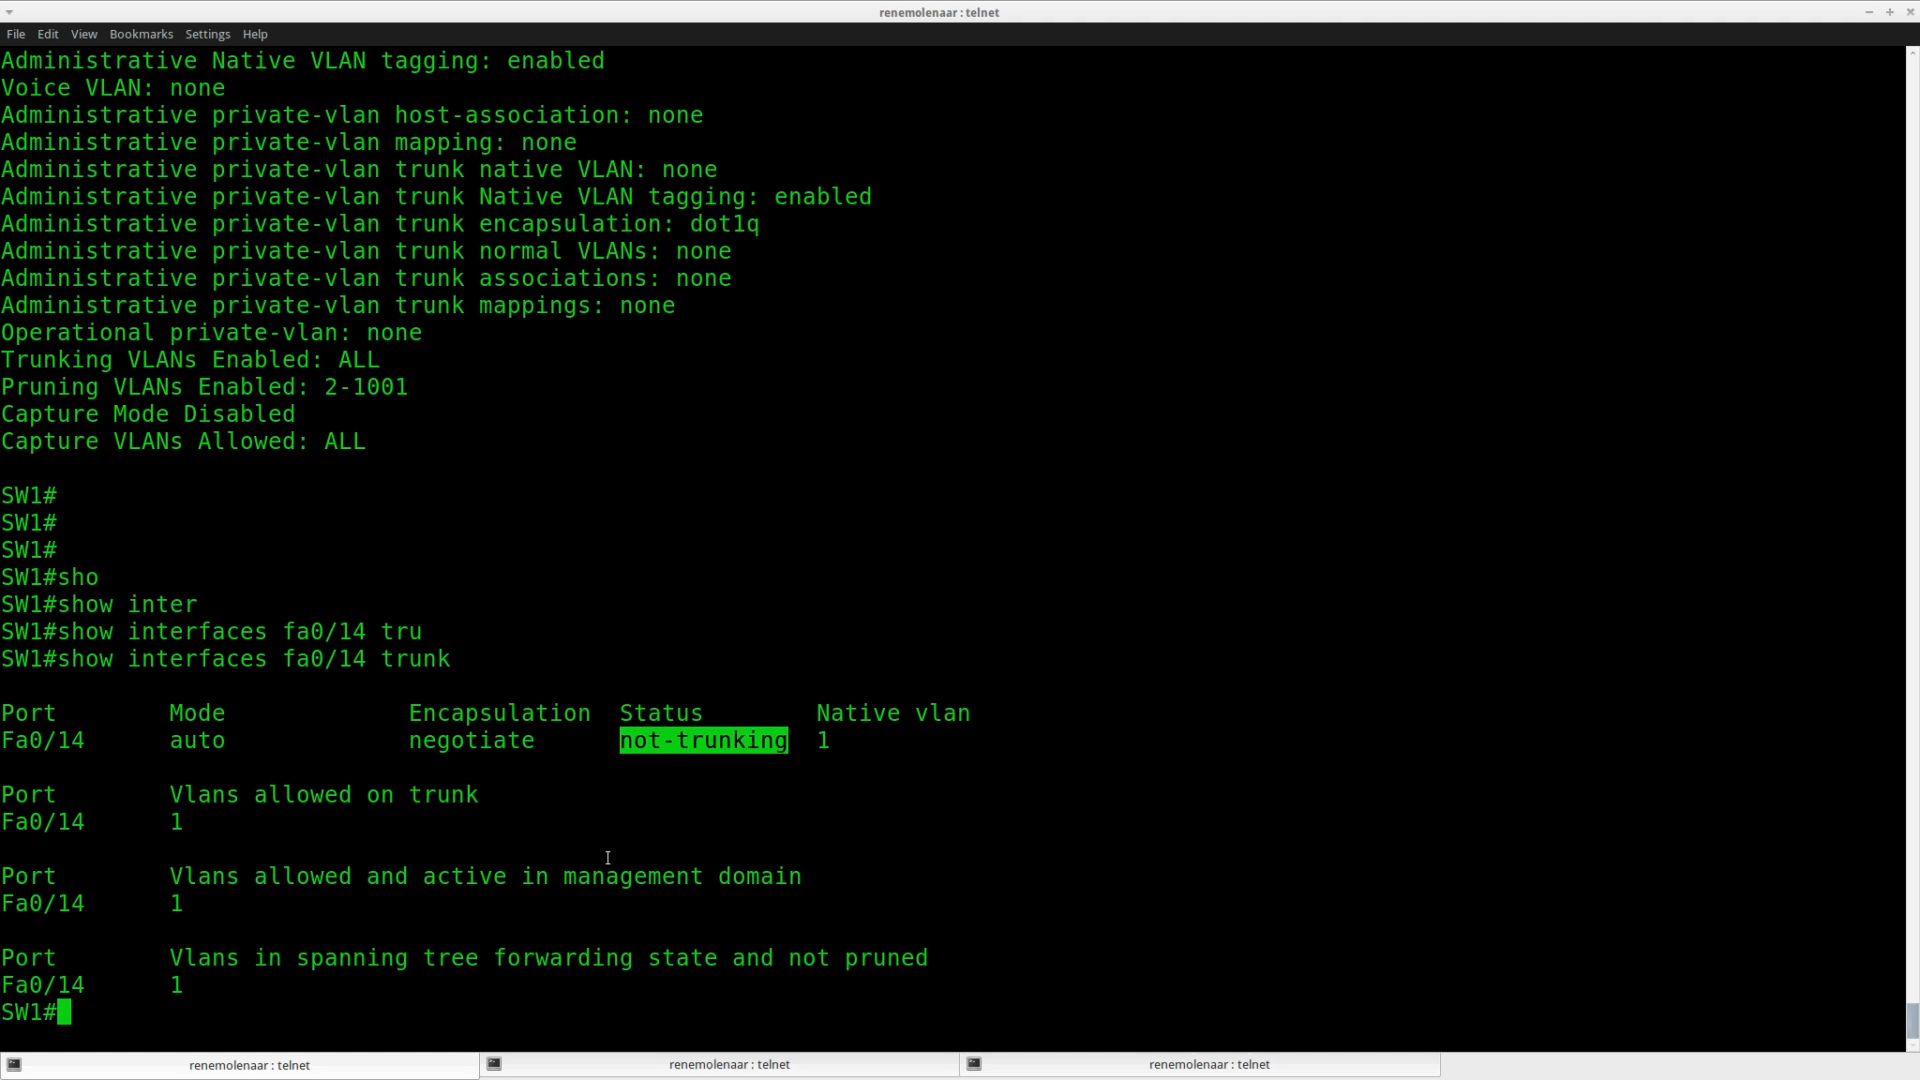 renemolenaar : telnet
File Edit View Bookmarks Settings Help
Administrative Native VLAN tagging: enabled
Voice VLAN: none
Administrative private-vlan host-association: none
Administrative private-vlan mapping: none
Administrative private-vlan trunk native VLAN: none
Administrative private-vlan trunk Native VLAN tagging: enabled
Administrative private-vlan trunk encapsulation: dot1q
Administrative private-vlan trunk normal VLANs: none
Administrative private-vlan trunk associations: none
Administrative private-vlan trunk mappings: none
Operational private-vlan: none
Trunking VLANs Enabled: ALL
Pruning VLANs Enabled: 2-1001
Capture Mode Disabled
Capture VLANs Allowed: ALL
SW1#
SW1#
SW1#
SW1#sho
SW1#show inter
SW1#show interfaces fa0/14 tru
SW1#show interfaces fa0/14 trunk
Port Mode Encapsulation Status Native vlan
Fa0/14 auto negotiate not-trunking 1
Port Vlans allowed on trunk
Fa0/14 1
Port Vlans allowed and active in management domain
Fa0/14 1
Port Vlans in spanning tree forwarding state and not pruned
Fa0/14 1
SW1#
renemolenaar : telnet renemolenaar : telnet renemolenaar : telnet